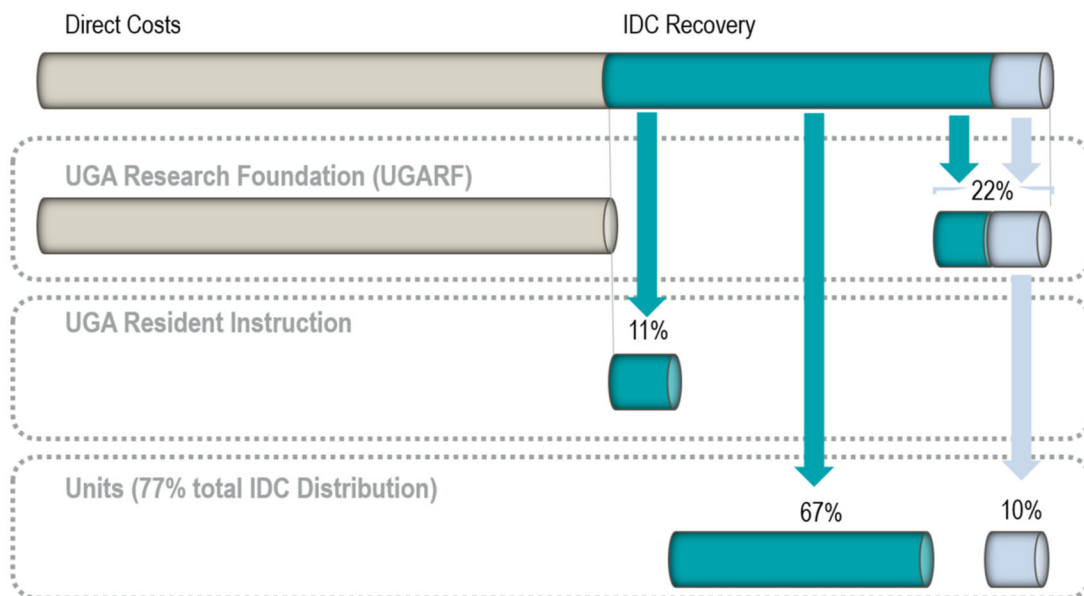 Direct Costs
IDC Recovery
UGA Research Foundation (UGARF)
22%
UGA Resident Instruction
11%
Units (77% total IDC Distribution)
67%
10%